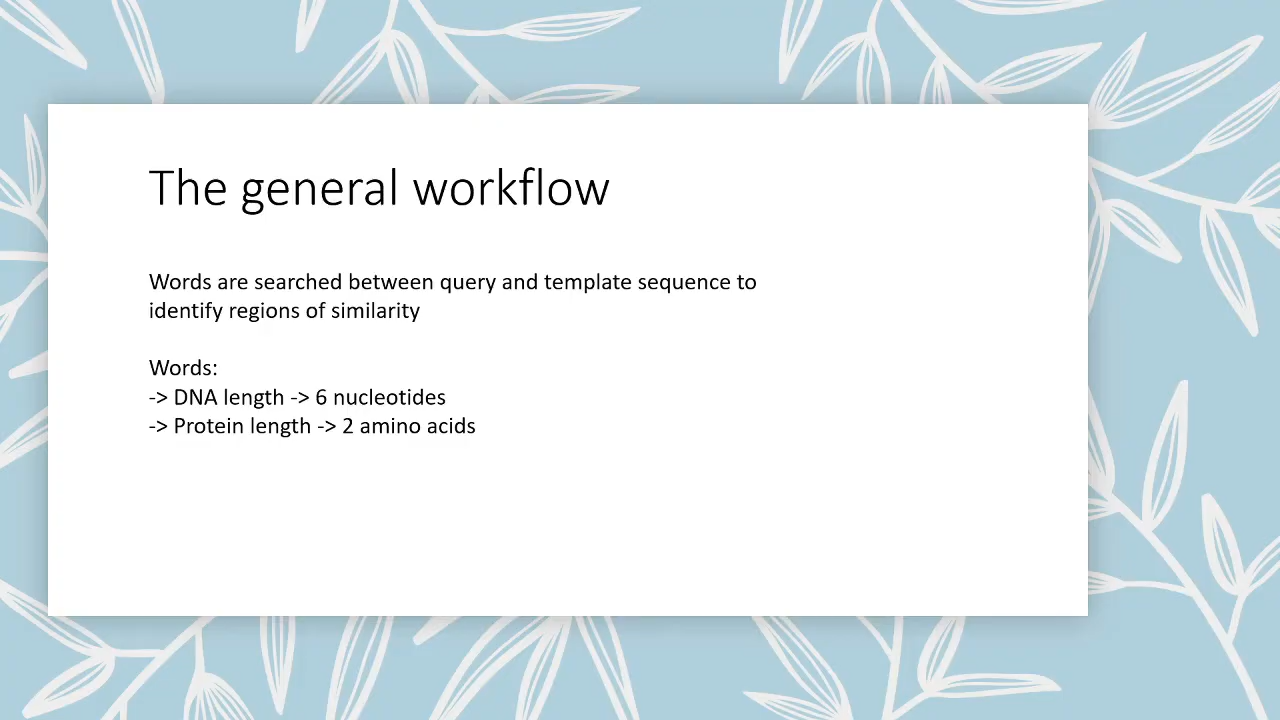 The general workflow
Words are searched between query and template sequence to
identify regions of similarity
Words:
-> DNA length -> 6 nucleotides
-> Protein length -> 2 amino acids